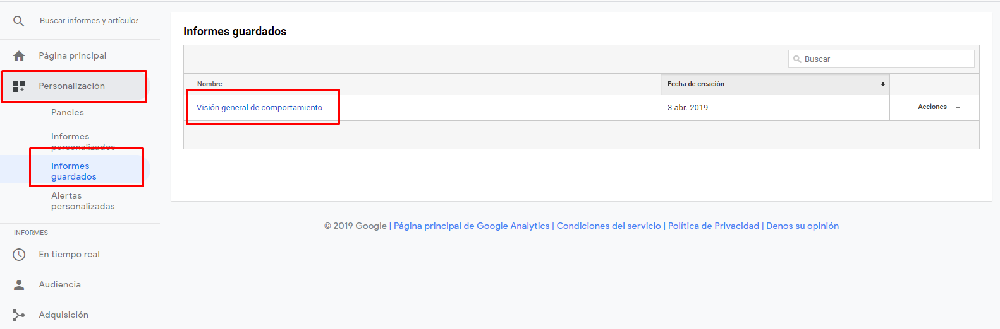 Buscar informes y artículos
Página principal
Personalización
Paneles
Informes
personalizados
Informes
guardados
Alertas
personalizadas
INFORMES
En tiempo real
Audiencia
Adquisición
Informes guardados
Buscar
Nombre Fecha de creación
Visión general de comportamiento 3 abr. 2019 Acciones
© 2019 Google | Página principal de Google Analytics | Condiciones del servicio | Política de Privacidad | Denos su opinión